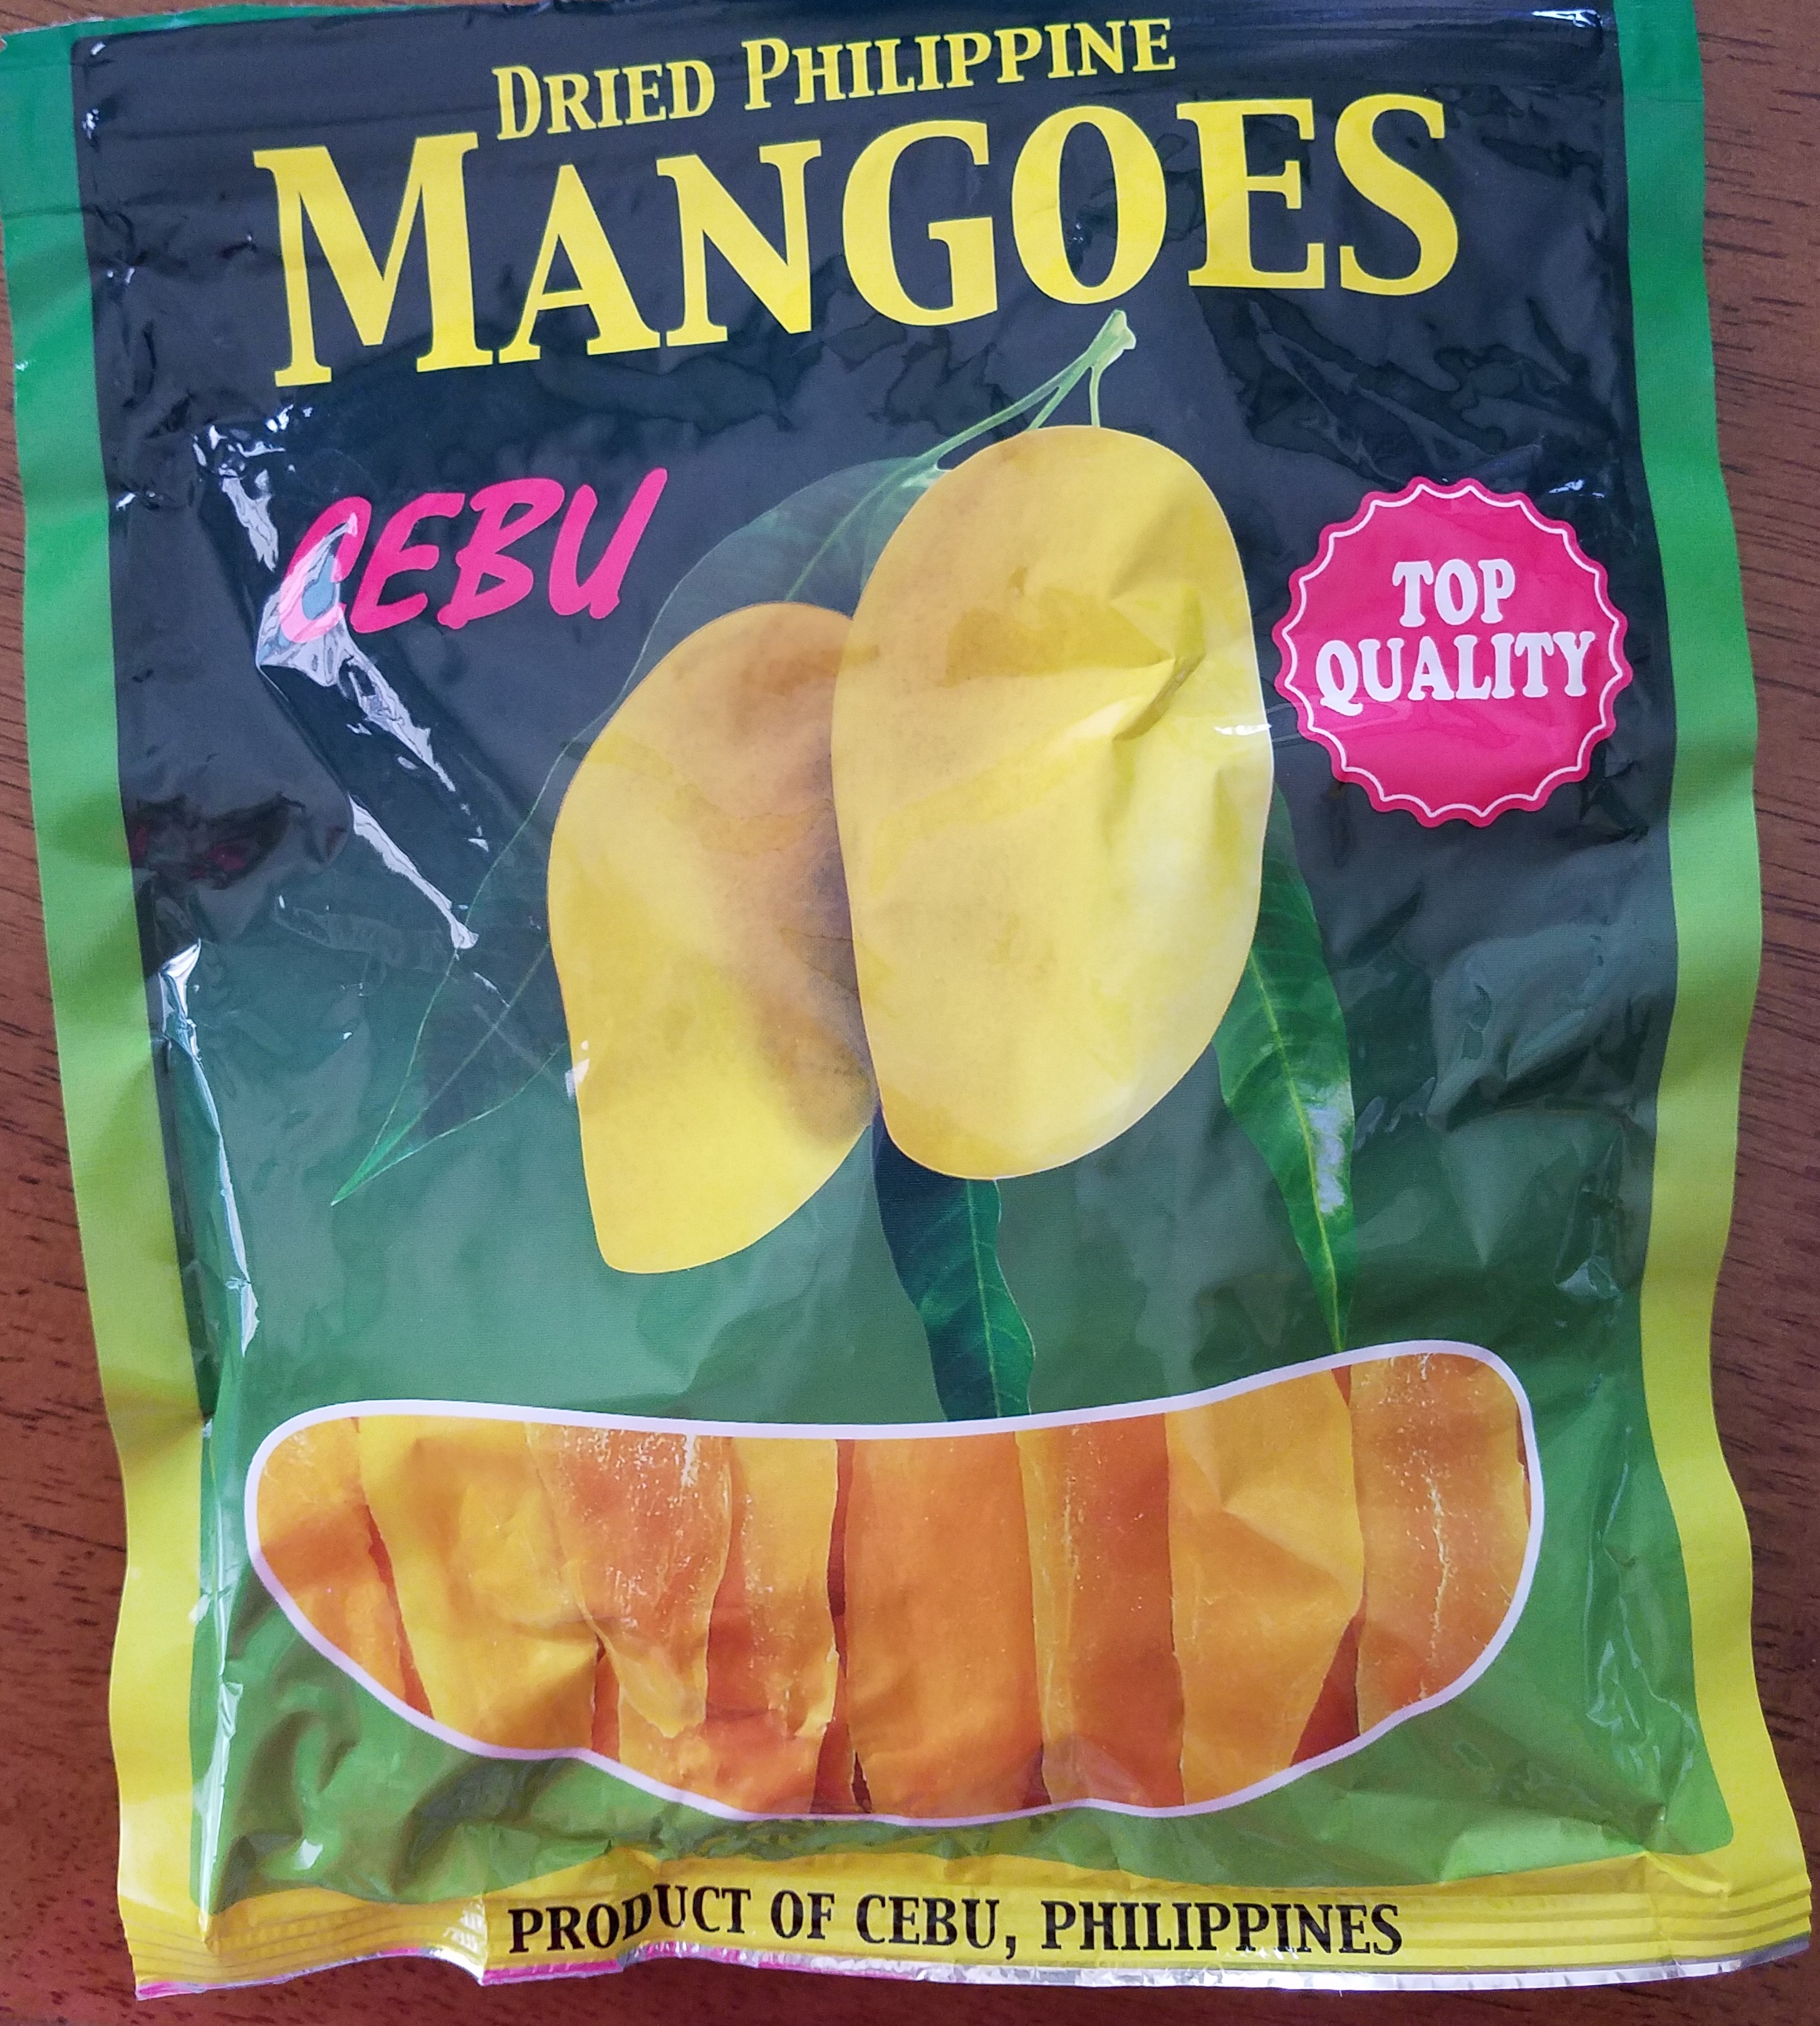 DRIED PHILIPPINE
MANGOES
CEBU
TOP
QUALITY
PRODUCT OF CEBU, PHILIPPINES